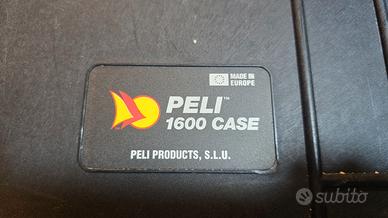 MADE IN
EUROPE
PELI™
1600 CASE
PELI PRODUCTS, S.L.U.
subito